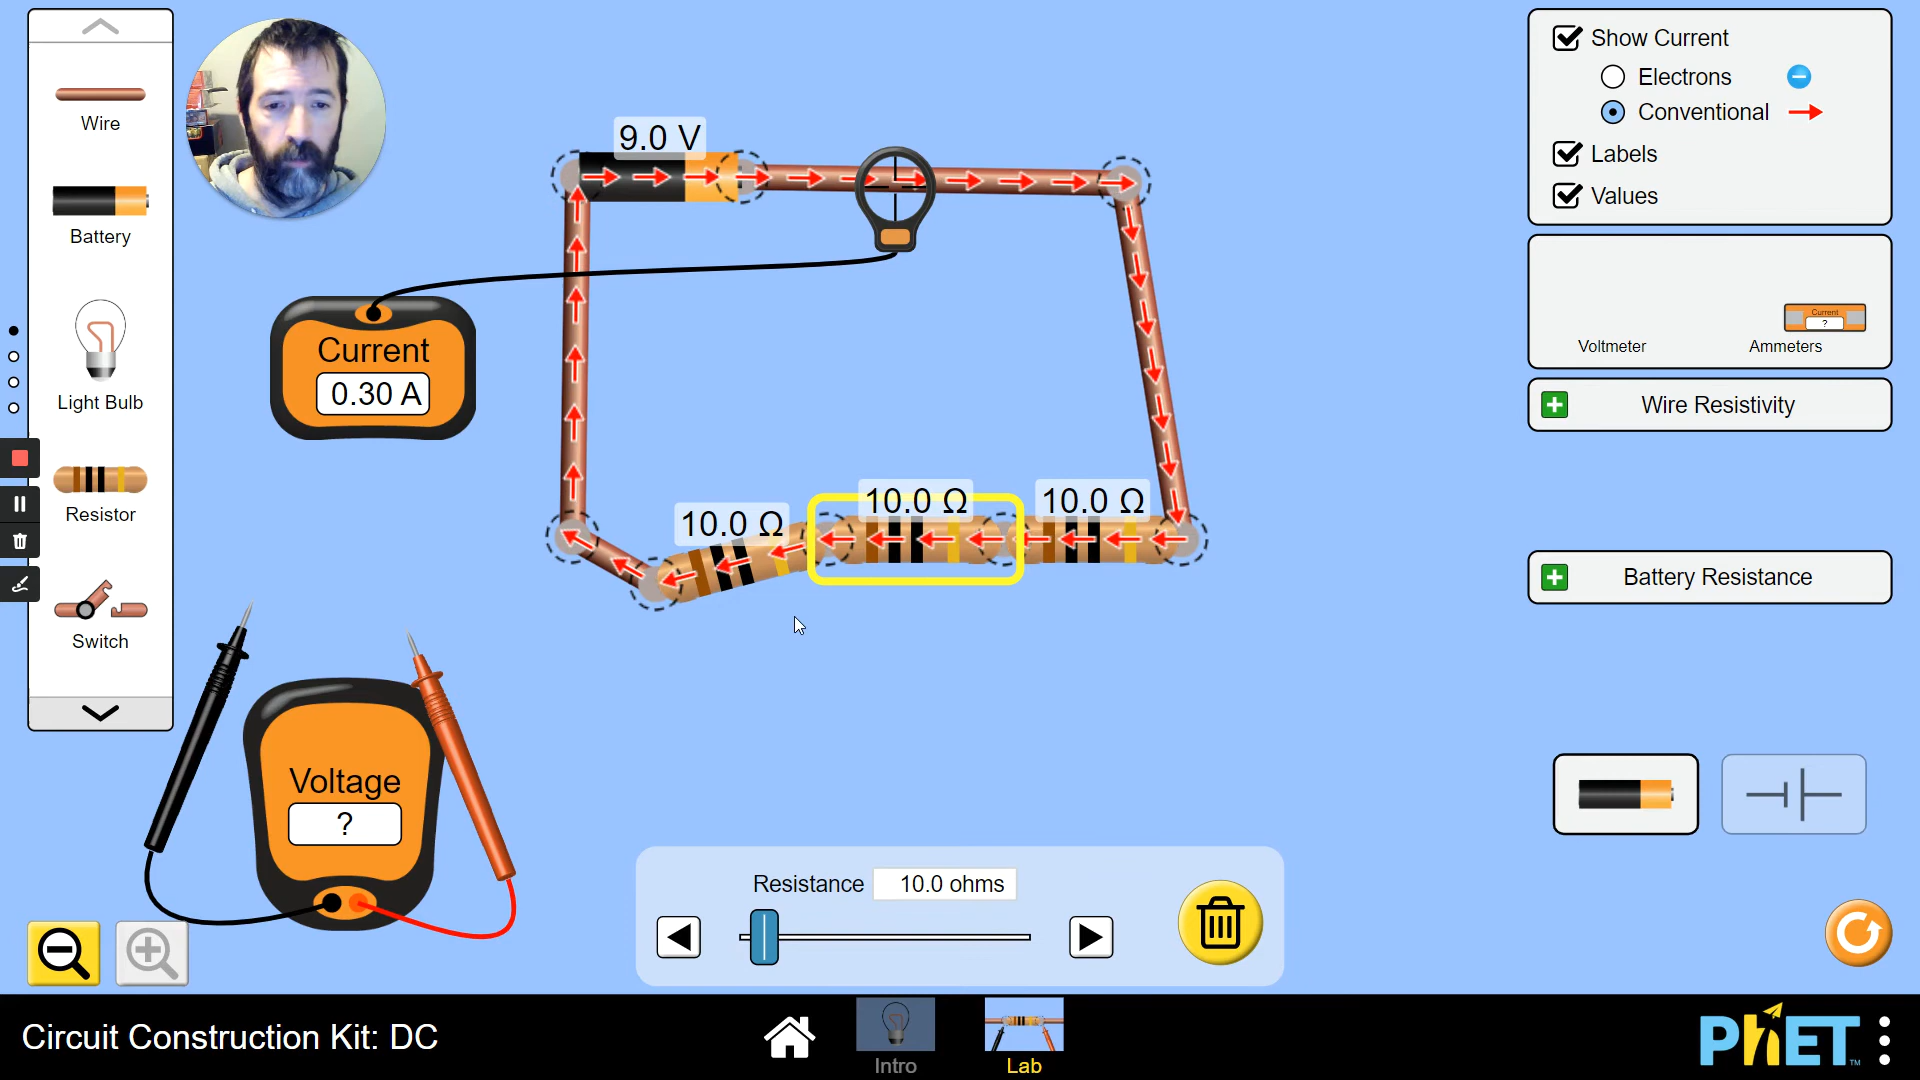 Wire
Battery
Light Bulb
Resistor
Switch
9.0 V
Current
0.30 A
10.0 Ω
10.0 Ω
10.0 Ω
Voltage
?
Show Current
Electrons
Conventional
Labels
Values
Current
?
Voltmeter
Ammeters
Wire Resistivity
Battery Resistance
Resistance
10.0 ohms
Circuit Construction Kit: DC
Intro
Lab
PhET
TM